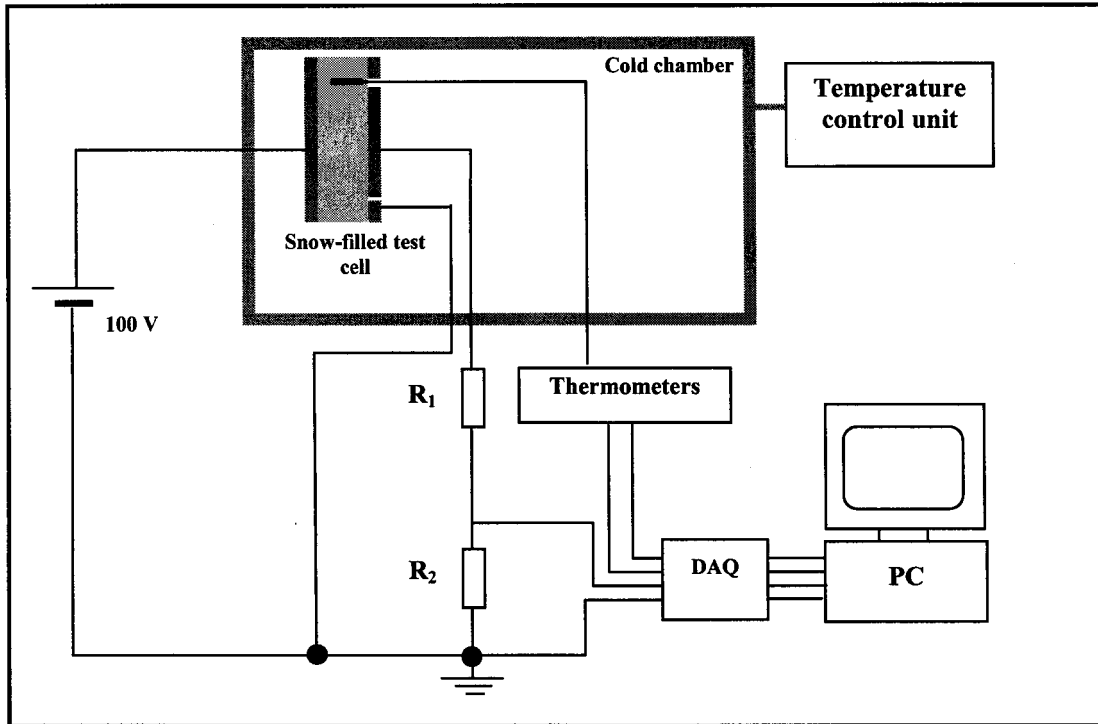 Cold chamber
Temperature
control unit
Snow-filled test
cell
100 V
R₁
Thermometers
R₂
DAQ
PC